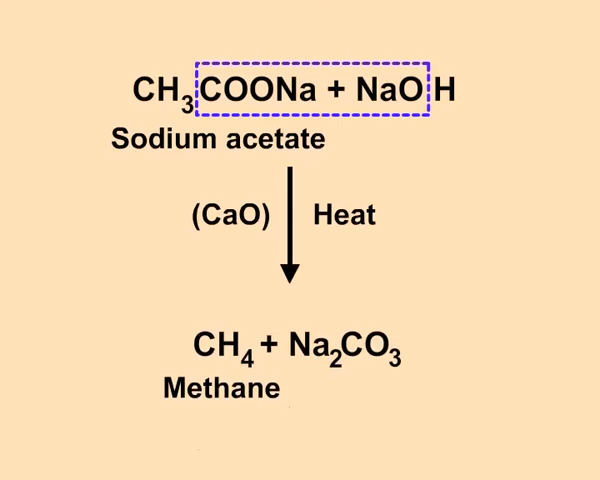 CH₃COONa + NaOH
Sodium acetate
(CaO) Heat
CH₄ + Na₂CO₃
Methane